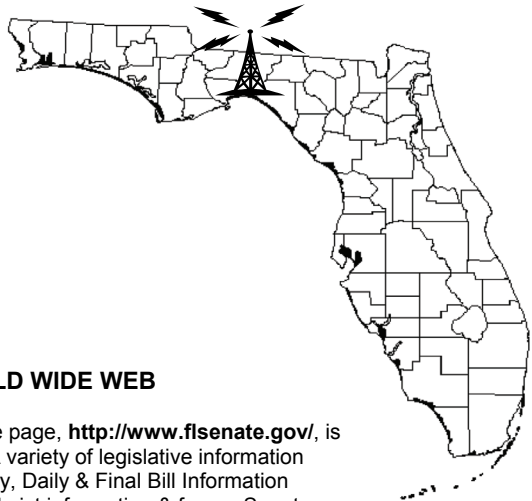 LD WIDE WEB
e page, http://www.flsenate.gov/, is
variety of legislative information
y, Daily & Final Bill Information